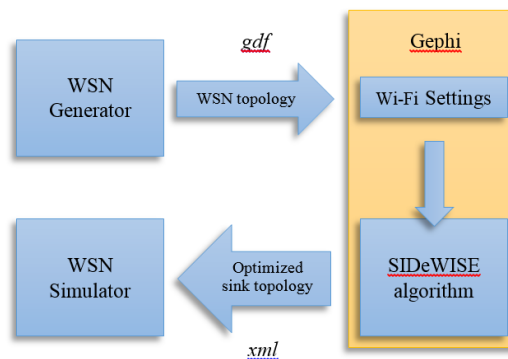 gdf
Gephi
WSN
Generator
WSN topology
Wi-Fi Settings
WSN
Simulator
Optimized
sink topology
SIDeWISE
algorithm
xml